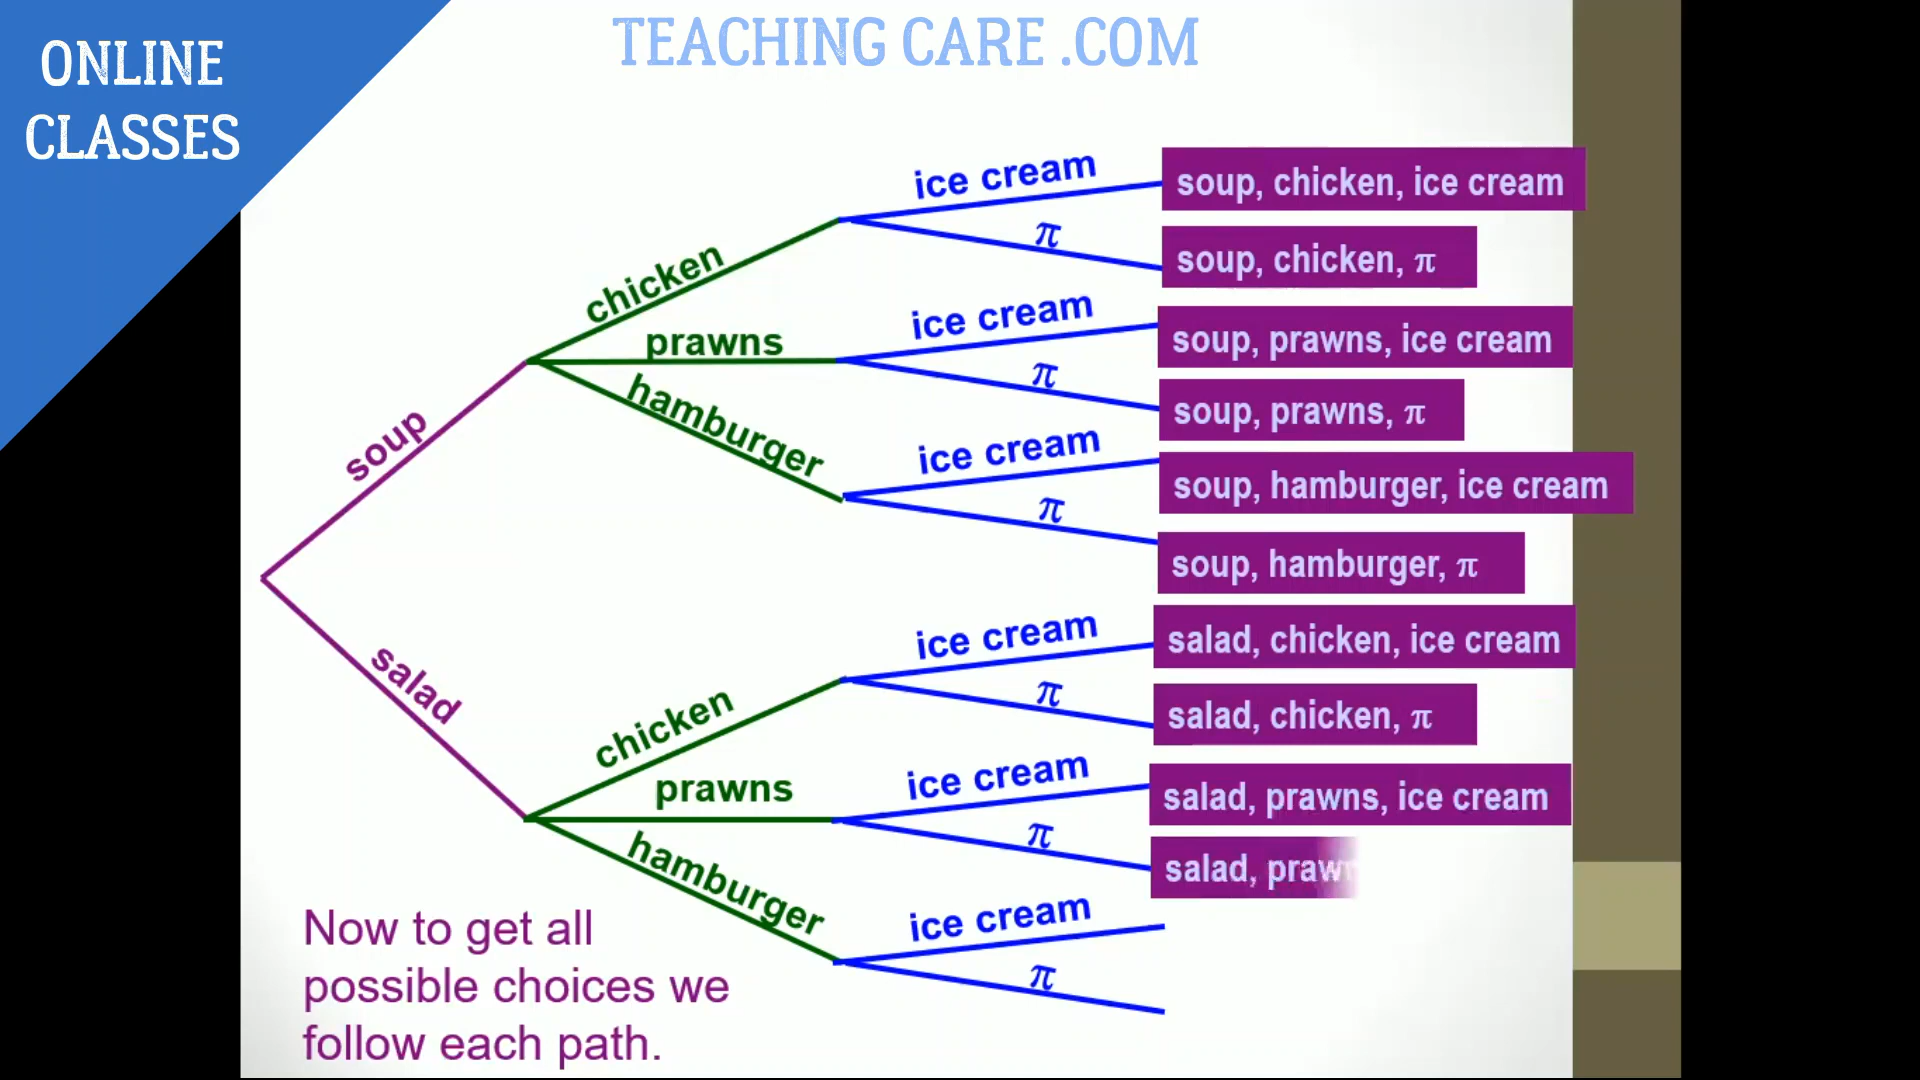 ONLINE
CLASSES
TEACHING CARE .COM
soup
salad
chicken
prawns
hamburger
chicken
prawns
hamburger
ice cream
π
ice cream
π
ice cream
π
ice cream
π
ice cream
π
ice cream
π
soup, chicken, ice cream
soup, chicken, π
soup, prawns, ice cream
soup, prawns, π
soup, hamburger, ice cream
soup, hamburger, π
salad, chicken, ice cream
salad, chicken, π
salad, prawns, ice cream
salad,
Now to get all
possible choices we
follow each path.